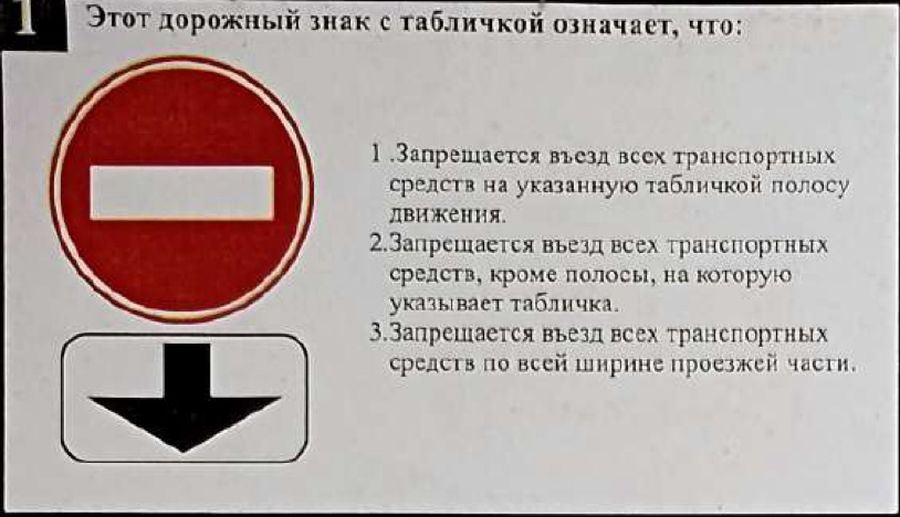 1 Этот дорожный знак с табличкой означает, что:
1 .Запрещается въезд всех транспортных
средств на указанную табличкой полосу
движения.
2.Запрещается въезд всех транспортных
средств, кроме полосы, на которую
указывает табличка.
3.Запрещается въезд всех транспортных
средств по всей ширине проезжей части.